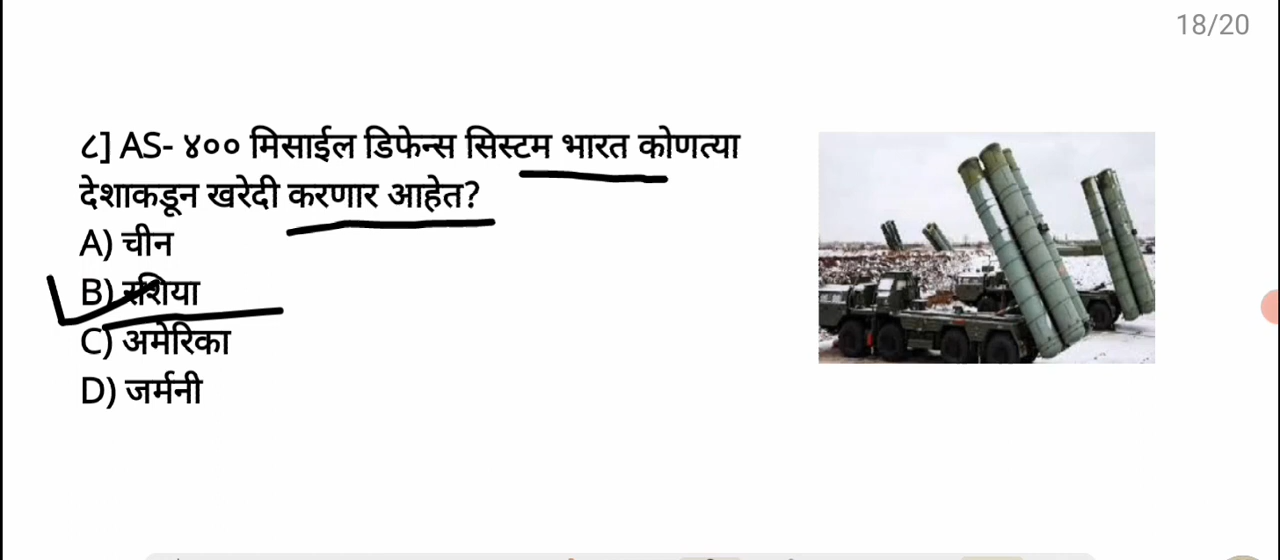 18/20
८] AS- ४०० मिसाईल डिफेन्स सिस्टम भारत कोणत्या
देशाकडून खरेदी करणार आहेत?
A) चीन
B) रशिया
C) अमेरिका
D) जर्मनी